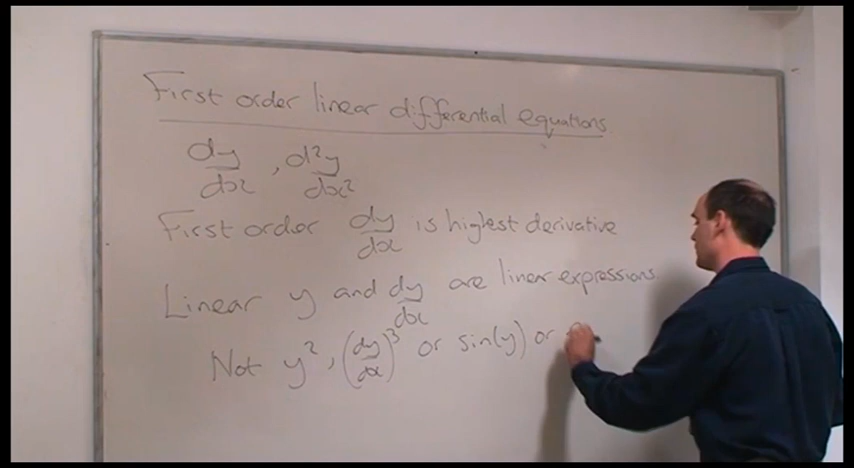 First order linear differential equations
dy/dx , d²y/dx²
First order dy/dx is highest derivative
Linear y and dy/dx are linear expressions
Not y², (dy/dx)³ or sin(y) or